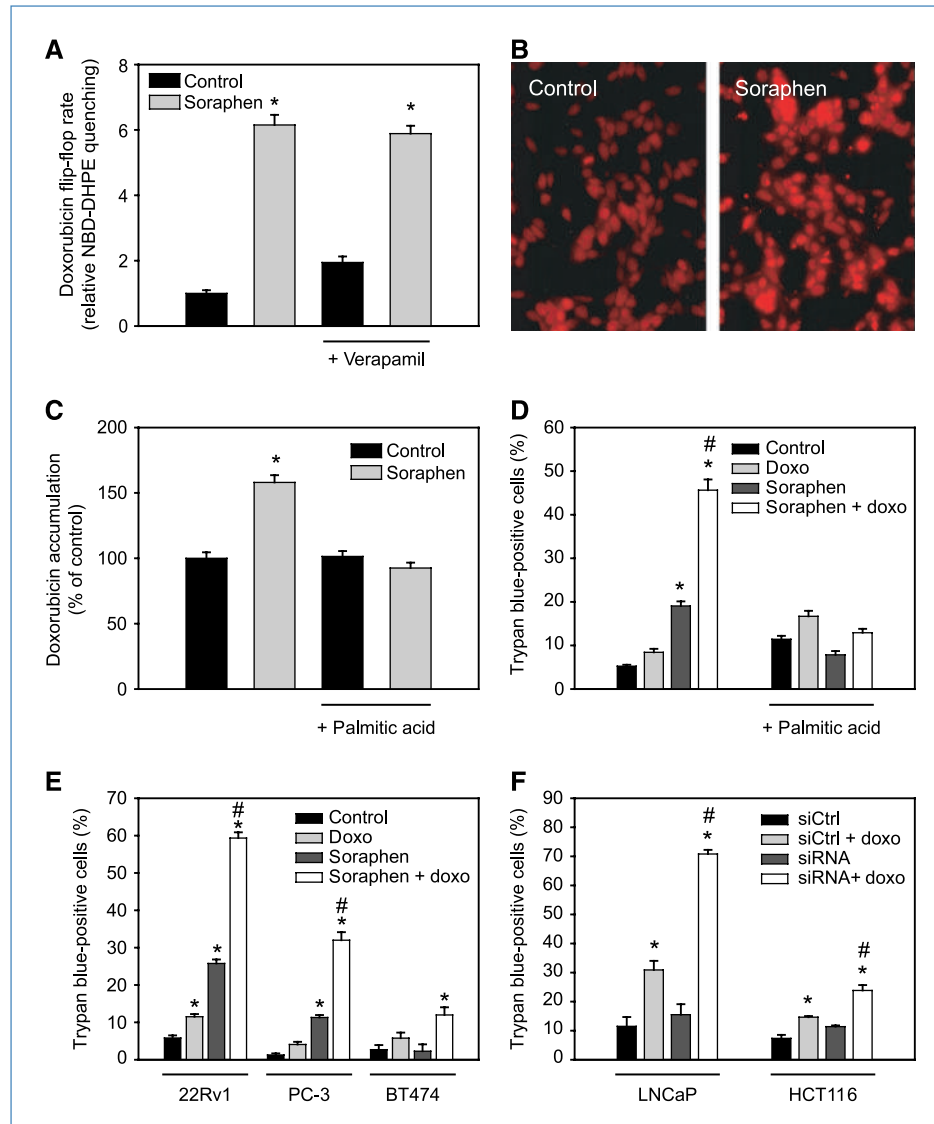 A
Doxorubicin flip-flop rate
(relative NBD-DHPE quenching)
8
6
4
2
0
Control
Soraphen
*
*
+ Verapamil
B
Control
Soraphen
C
Doxorubicin accumulation
(% of control)
200
150
100
50
0
Control
Soraphen
*
+ Palmitic acid
D
Trypan blue-positive cells (%)
60
50
40
30
20
10
0
Control
Doxo
Soraphen
Soraphen + doxo
*
#
*
+ Palmitic acid
E
Trypan blue-positive cells (%)
70
60
50
40
30
20
10
0
Control
Doxo
Soraphen
Soraphen + doxo
*
*
#
*
*
#
*
*
22Rv1
PC-3
BT474
F
Trypan blue-positive cells (%)
90
80
70
60
50
40
30
20
10
0
siCtrl
siCtrl + doxo
siRNA
siRNA+ doxo
*
#
*
*
#
*
LNCaP
HCT116